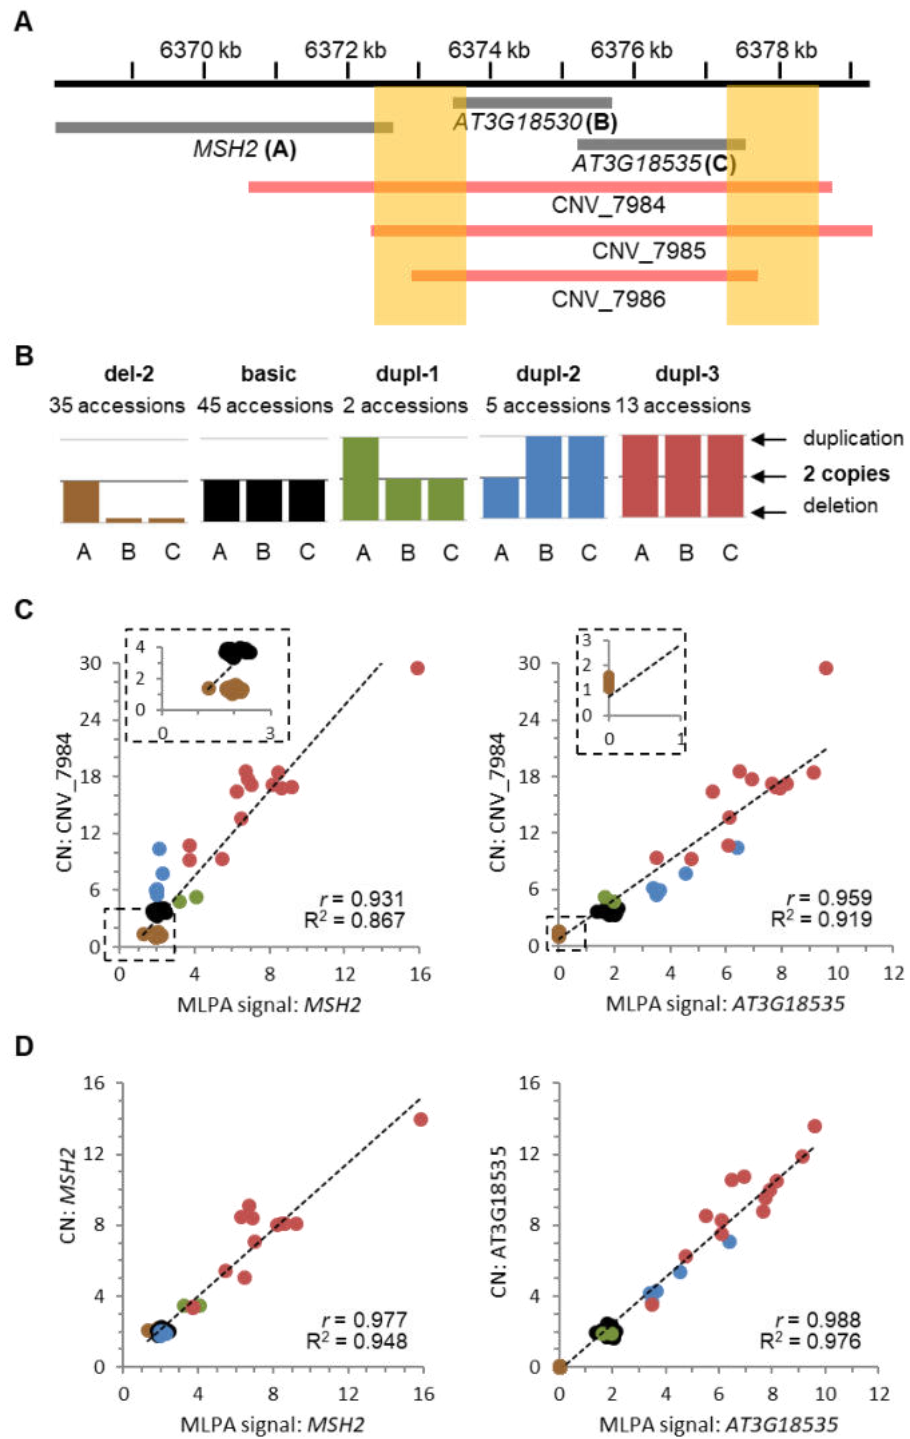 A
6370 kb 6372 kb 6374 kb 6376 kb 6378 kb
AT3G18530 (B)
MSH2 (A)
AT3G18535 (C)
CNV_7984
CNV_7985
CNV_7986
B
del-2 basic dupl-1 dupl-2 dupl-3
35 accessions 45 accessions 2 accessions 5 accessions 13 accessions
duplication
2 copies
deletion
A B C A B C A B C A B C A B C
C
CN: CNV_7984
30
24
18
12
6
0
4
2
0
0 3
r = 0.931
R² = 0.867
0 4 8 12 16
MLPA signal: MSH2
CN: CNV_7984
30
24
18
12
6
0
3
2
1
0
0 1
r = 0.959
R² = 0.919
0 2 4 6 8 10 12
MLPA signal: AT3G18535
D
CN: MSH2
16
12
8
4
0
r = 0.977
R² = 0.948
0 4 8 12 16
MLPA signal: MSH2
CN: AT3G18535
16
12
8
4
0
r = 0.988
R² = 0.976
0 2 4 6 8 10 12
MLPA signal: AT3G18535